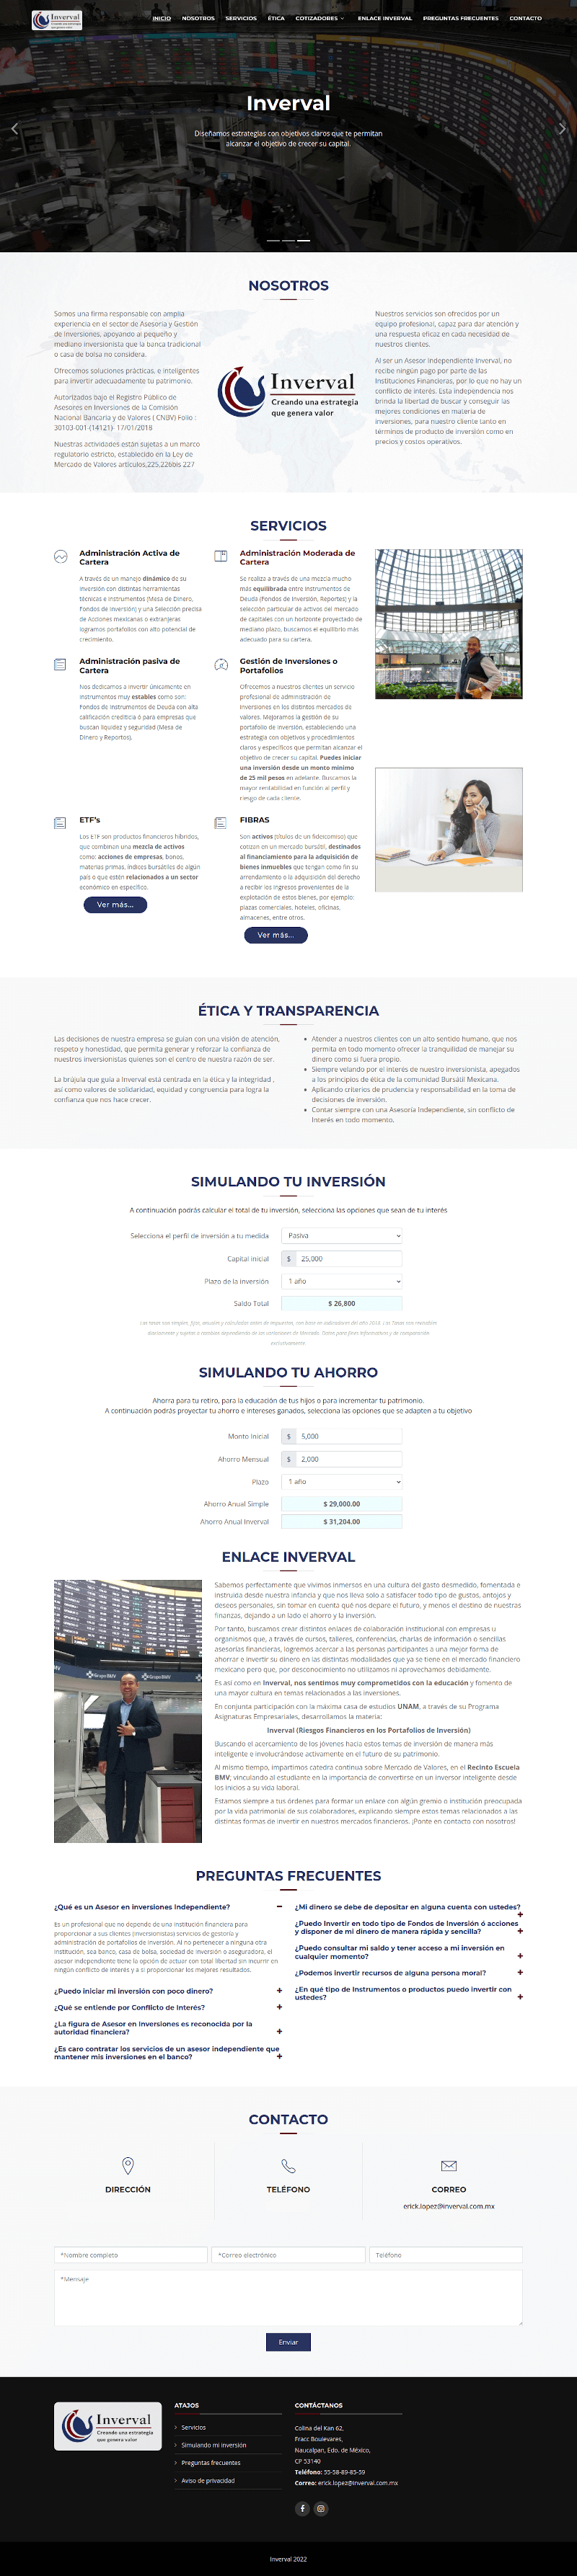 Inverval
Creando una estrategia
que genera valor
INICIO NOSOTROS SERVICIOS ÉTICA COTIZADORES ENLACE INVERVAL PREGUNTAS FRECUENTES CONTACTO
Inverval
Diseñamos estrategias con objetivos claros que te permitan
alcanzar el objetivo de crecer su capital.
NOSOTROS
Somos una firma responsable con amplia
experiencia en el sector de Asesoría y Gestión
de Inversiones, apoyando al pequeño y
mediano inversionista que la banca tradicional
o casa de bolsa no considera.
Ofrecemos soluciones prácticas, e inteligentes
para invertir adecuadamente tu patrimonio.
Autorizados bajo el Registro Público de
Asesores en Inversiones de la Comisión
Nacional Bancaria y de Valores ( CNBV) Folio :
30103-001-(14121)- 17/01/2018
Nuestras actividades están sujetas a un marco
regulatorio estricto, establecido en la Ley de
Mercado de Valores artículos,225,226bis 227
Inverval
Creando una estrategia
que genera valor
Nuestros servicios son ofrecidos por un
equipo profesional, capaz para dar atención y
una respuesta eficaz en cada necesidad de
nuestros clientes.
Al ser un Asesor Independiente Inverval, no
recibe ningún pago por parte de las
Instituciones Financieras, por lo que no hay un
conflicto de interés. Esta independencia nos
brinda la libertad de buscar y conseguir las
mejores condiciones en materia de
inversiones, para nuestro cliente tanto en
términos de producto de inversión como en
precios y costos operativos.
SERVICIOS
Administración Activa de
Cartera
A través de un manejo dinámico de su
inversión con distintas herramientas
técnicas e instrumentos (Mesa de Dinero,
Fondos de Inversión) y una Selección precisa
de Acciones mexicanas o extranjeras
logramos portafolios con alto potencial de
crecimiento.
Administración Moderada de
Cartera
Se realiza a través de una mezcla mucho
más equilibrada entre instrumentos de
Deuda (Fondos de Inversión, Reportes) y la
selección particular de activos del mercado
de capitales con un horizonte proyectado de
mediano plazo, buscamos el equilibrio más
adecuado para su cartera.
Administración pasiva de
Cartera
Nos dedicamos a invertir únicamente en
instrumentos muy estables como son:
Fondos de Instrumentos de Deuda con alta
calificación crediticia ó para empresas que
buscan liquidez y seguridad (Mesa de
Dinero y Reportos).
Gestión de Inversiones o
Portafolios
Ofrecemos a nuestros clientes un servicio
profesional de administración de
inversiones en los distintos mercados de
valores. Mejoramos la gestión de su
portafolio de inversión, estableciendo una
estrategia con objetivos y procedimientos
claros y específicos que permitan alcanzar el
objetivo de crecer su capital. Puedes iniciar
una inversión desde un monto mínimo
de 25 mil pesos en adelante. Buscamos la
mayor rentabilidad en función al perfil y
riesgo de cada cliente.
ETF's
Los ETF son productos financieros híbridos,
que combinan una mezcla de activos
como: acciones de empresas, bonos,
materias primas, índices bursátiles de algún
país o que estén relacionados a un sector
económico en específico.
Ver más...
FIBRAS
Son activos (títulos de un fideicomiso) que
cotizan en un mercado bursátil, destinados
al financiamiento para la adquisición de
bienes inmuebles que tengan como fin su
arrendamiento o la adquisición del derecho
a recibir los ingresos provenientes de la
explotación de estos bienes, por ejemplo:
plazas comerciales, hoteles, oficinas,
almacenes, entre otros.
Ver más...
ÉTICA Y TRANSPARENCIA
Las decisiones de nuestra empresa se guían con una visión de atención,
respeto y honestidad, que permita generar y reforzar la confianza de
nuestros inversionistas quienes son el centro de nuestra razón de ser.
La brújula que guía a Inverval está centrada en la ética y la integridad ,
así como valores de solidaridad, equidad y congruencia para logra la
confianza que nos hace crecer.
Atender a nuestros clientes con un alto sentido humano, que nos
permita en todo momento ofrecer la tranquilidad de manejar su
dinero como si fuera propio.
Siempre velando por el interés de nuestro inversionista, apegados
a los principios de ética de la comunidad Bursátil Mexicana.
Aplicando criterios de prudencia y responsabilidad en la toma de
decisiones de inversión.
Contar siempre con una Asesoría Independiente, sin conflicto de
Interés en todo momento.
SIMULANDO TU INVERSIÓN
A continuación podrás calcular el total de tu inversión, selecciona las opciones que sean de tu interés
Selecciona el perfil de inversión a tu medida Pasiva
Capital inicial $ 25,000
Plazo de la inversión 1 año
Saldo Total $ 26,800
SIMULANDO TU AHORRO
Ahorra para tu retiro, para la educación de tus hijos o para incrementar tu patrimonio.
A continuación podrás proyectar tu ahorro e intereses ganados, selecciona las opciones que se adapten a tu objetivo
Monto Inicial $ 5,000
Ahorro Mensual $ 2,000
Plazo 1 año
Ahorro Anual Simple $ 29,000.00
Ahorro Anual Inverval $ 31,204.00
ENLACE INVERVAL
Sabemos perfectamente que vivimos inmersos en una cultura del gasto desmedido, fomentada e
instruida desde nuestra infancia y que nos lleva solo a satisfacer todo tipo de gustos, antojos y
deseos personales, sin tomar en cuenta qué nos depare el futuro, y menos el destino de nuestras
finanzas, dejando a un lado el ahorro y la inversión.
Por tanto, buscamos crear distintos enlaces de colaboración institucional con empresas u
organismos que, a través de cursos, talleres, conferencias, charlas de información o sencillas
asesorías financieras, logremos acercar a las personas participantes a una mejor forma de
ahorrar e invertir su dinero en las distintas modalidades que ya se tiene en el mercado financiero
mexicano pero que, por desconocimiento no utilizamos ni aprovechamos debidamente.
Es así como en Inverval, nos sentimos muy comprometidos con la educación y fomento de
una mayor cultura en temas relacionados a las inversiones.
En conjunta participación con la máxima casa de estudios UNAM, a través de su Programa
Asignaturas Empresariales, desarrollamos la materia:
Inverval (Riesgos Financieros en los Portafolios de Inversión)
Buscando el acercamiento de los jóvenes hacia estos temas de inversión de manera más
inteligente e involucrándose activamente en el futuro de su patrimonio.
Al mismo tiempo, impartimos cátedra continua sobre Mercado de Valores, en el Recinto Escuela
BMV; vinculando al estudiante en la importancia de convertirse en un inversor inteligente desde
los inicios a su vida laboral.
Estamos siempre a tus órdenes para formar un enlace con algún gremio o institución preocupada
por la vida patrimonial de sus colaboradores, explicando siempre estos temas relacionados a las
distintas formas de invertir en nuestros mercados financieros. ¡Ponte en contacto con nosotros!
PREGUNTAS FRECUENTES
¿Qué es un Asesor en inversiones Independiente?
Es un profesional que no depende de una institución financiera para
proporcionar a sus clientes (inversionistas) servicios de gestoría y
administración de portafolios de inversión. Al no pertenecer a ninguna otra
institución, sea banco, casa de bolsa, sociedad de inversión o aseguradora, el
asesor independiente tiene la opción de actuar con total libertad sin incurrir en
ningún conflicto de interés y a si proporcionar los mejores resultados.
¿Puedo iniciar mi inversión con poco dinero?
¿Qué se entiende por Conflicto de Interés?
¿La figura de Asesor en Inversiones es reconocida por la
autoridad financiera?
¿Es caro contratar los servicios de un asesor independiente que
mantener mis inversiones en el banco?
¿Mi dinero se debe de depositar en alguna cuenta con ustedes?
¿Puedo Invertir en todo tipo de Fondos de Inversión ó acciones
y disponer de mi dinero de manera rápida y sencilla?
¿Puedo consultar mi saldo y tener acceso a mi inversión en
cualquier momento?
¿Podemos invertir recursos de alguna persona moral?
¿En qué tipo de Instrumentos o productos puedo invertir con
ustedes?
CONTACTO
DIRECCIÓN
TELÉFONO
CORREO
erick.lopez@inverval.com.mx
*Nombre completo *Correo electrónico Teléfono
*Mensaje
Enviar
Inverval
Creando una estrategia
que genera valor
ATAJOS
Servicios
Simulando mi inversión
Preguntas frecuentes
Aviso de privacidad
CONTÁCTANOS
Colina del Kan 62,
Fracc Boulevares,
Naucalpan, Edo. de México,
CP 53140
Teléfono: 55-58-89-85-59
Correo: erick.lopez@inverval.com.mx
Inverval 2022